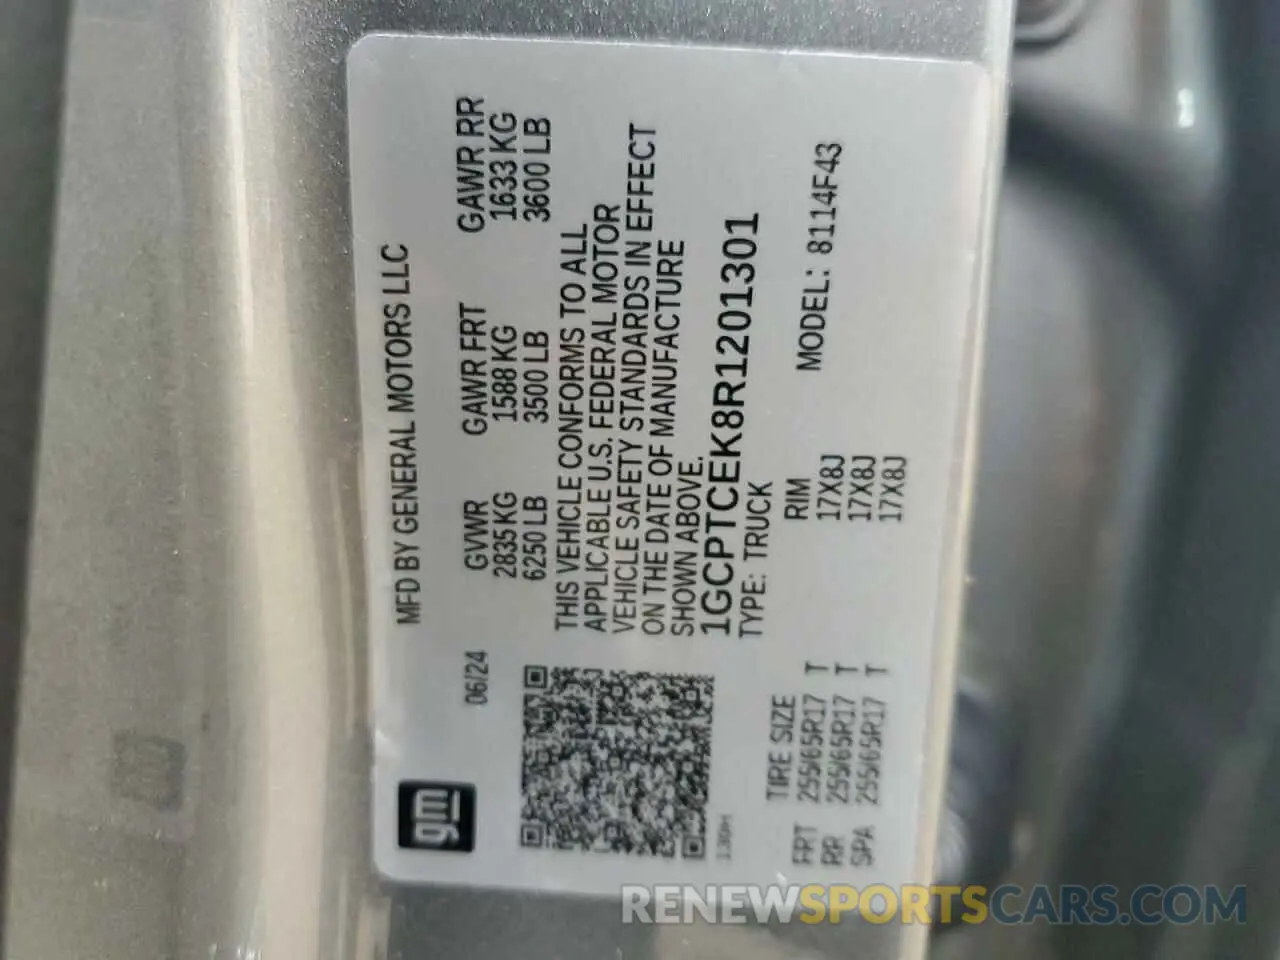 gm
MFD BY GENERAL MOTORS LLC
06/24
GVWR GAWR FRT GAWR RR
2835 KG 1588 KG 1633 KG
6250 LB 3500 LB 3600 LB
THIS VEHICLE CONFORMS TO ALL
APPLICABLE U.S. FEDERAL MOTOR
VEHICLE SAFETY STANDARDS IN EFFECT
ON THE DATE OF MANUFACTURE
SHOWN ABOVE.
1GCPTCEK8R1201301
TYPE: TRUCK
MODEL: 8114F43
TIRE SIZE RIM
FRT 255/65R17 T 17X8J
RR 255/65R17 T 17X8J
SPA 255/65R17 T 17X8J
RENEWSPORTSCARS.COM